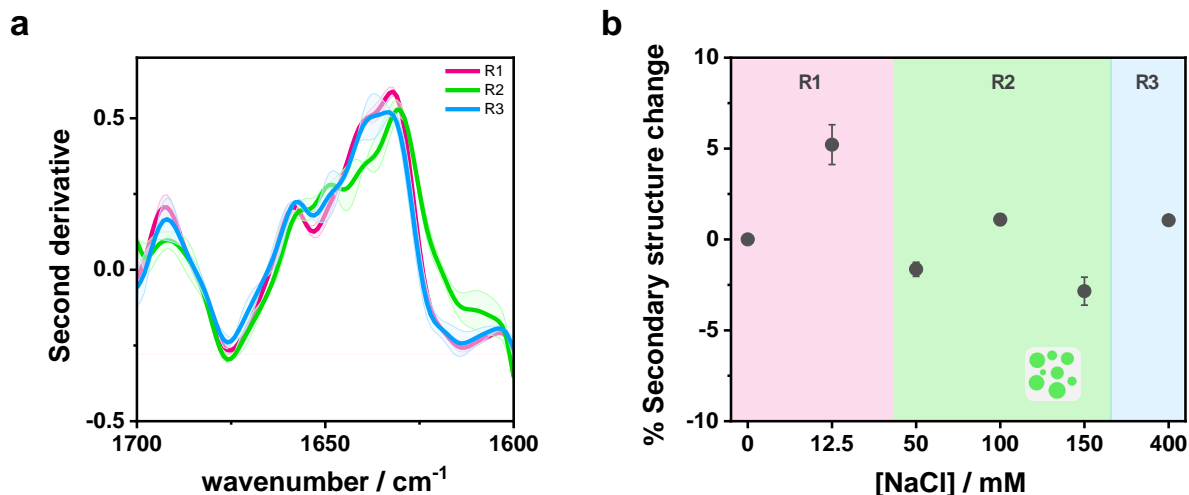 a
R1
R2
R3
0.5
0.0
-0.5
Second derivative
1700
1650
1600
wavenumber / cm⁻¹
b
R1
R2
R3
10
5
0
-5
-10
% Secondary structure change
0
12.5
50
100
150
400
[NaCl] / mM